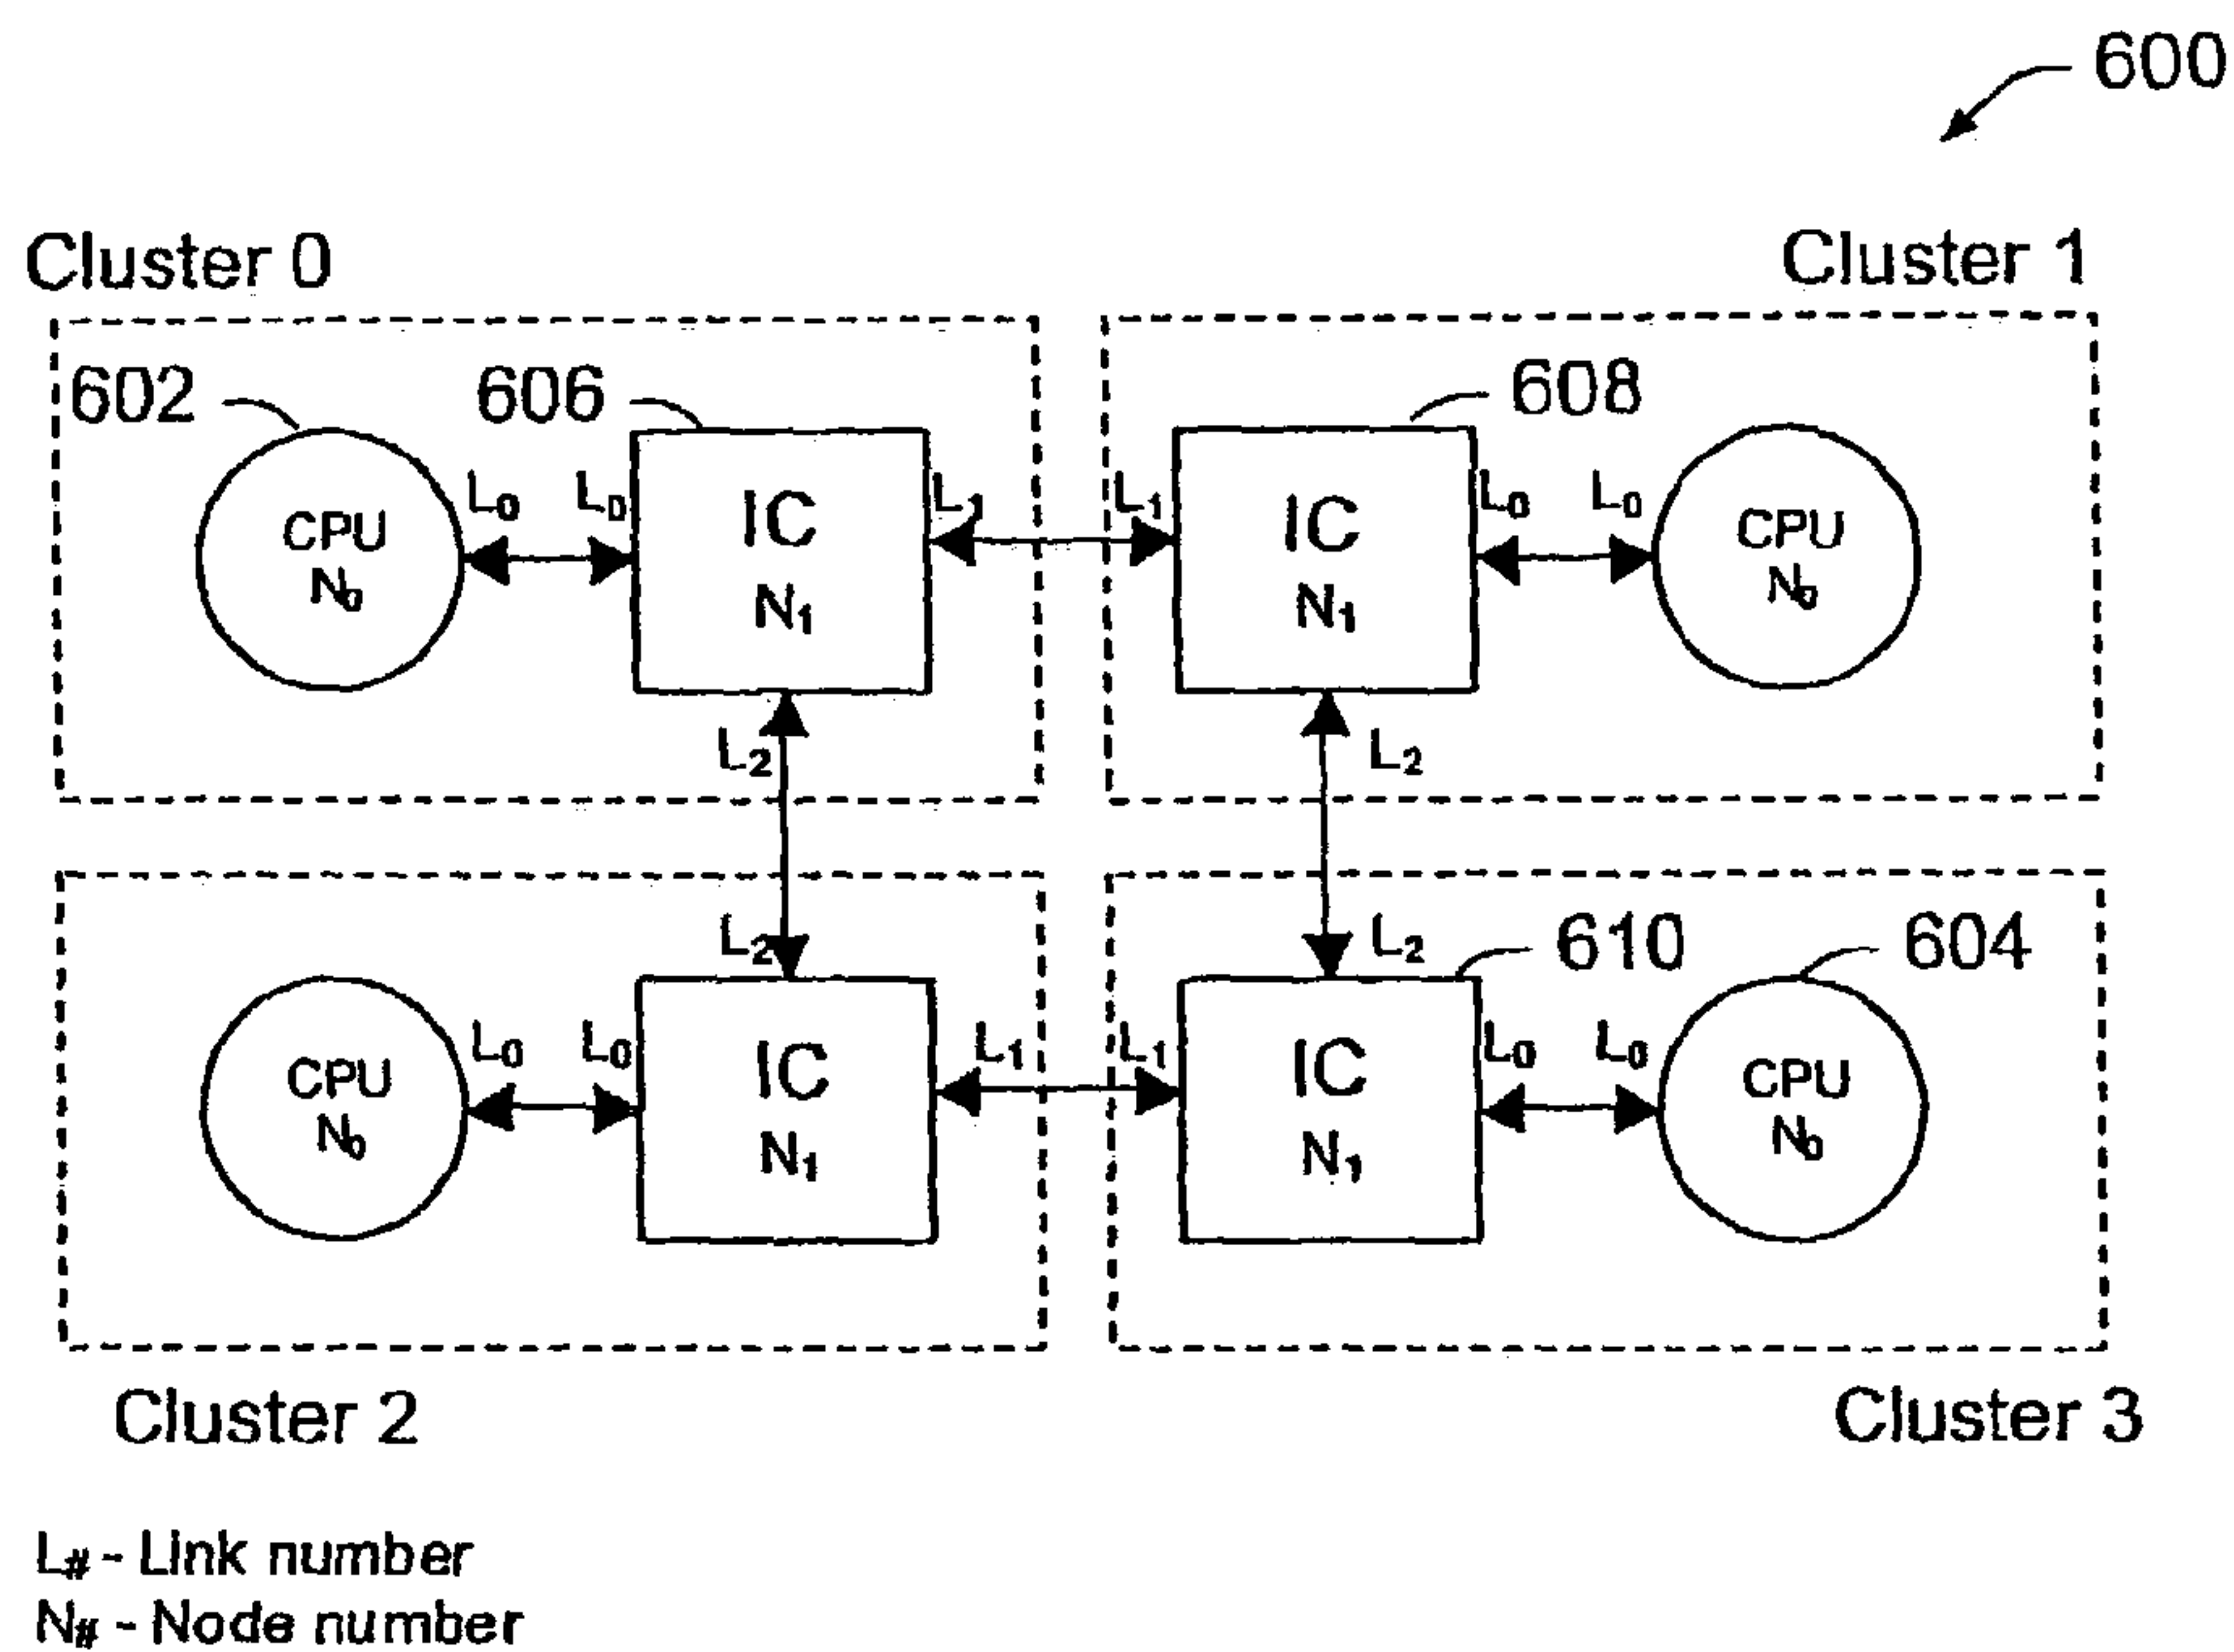 600
Cluster 0
Cluster 1
602
606
608
CPU
N0
L0
L0
IC
N1
L1
L1
IC
N1
L0
L0
CPU
N0
L2
L2
L2
L2
610
604
CPU
N0
L0
L0
IC
N1
L1
L1
IC
N1
L0
L0
CPU
N0
Cluster 2
Cluster 3
L# - Link number
N# - Node number